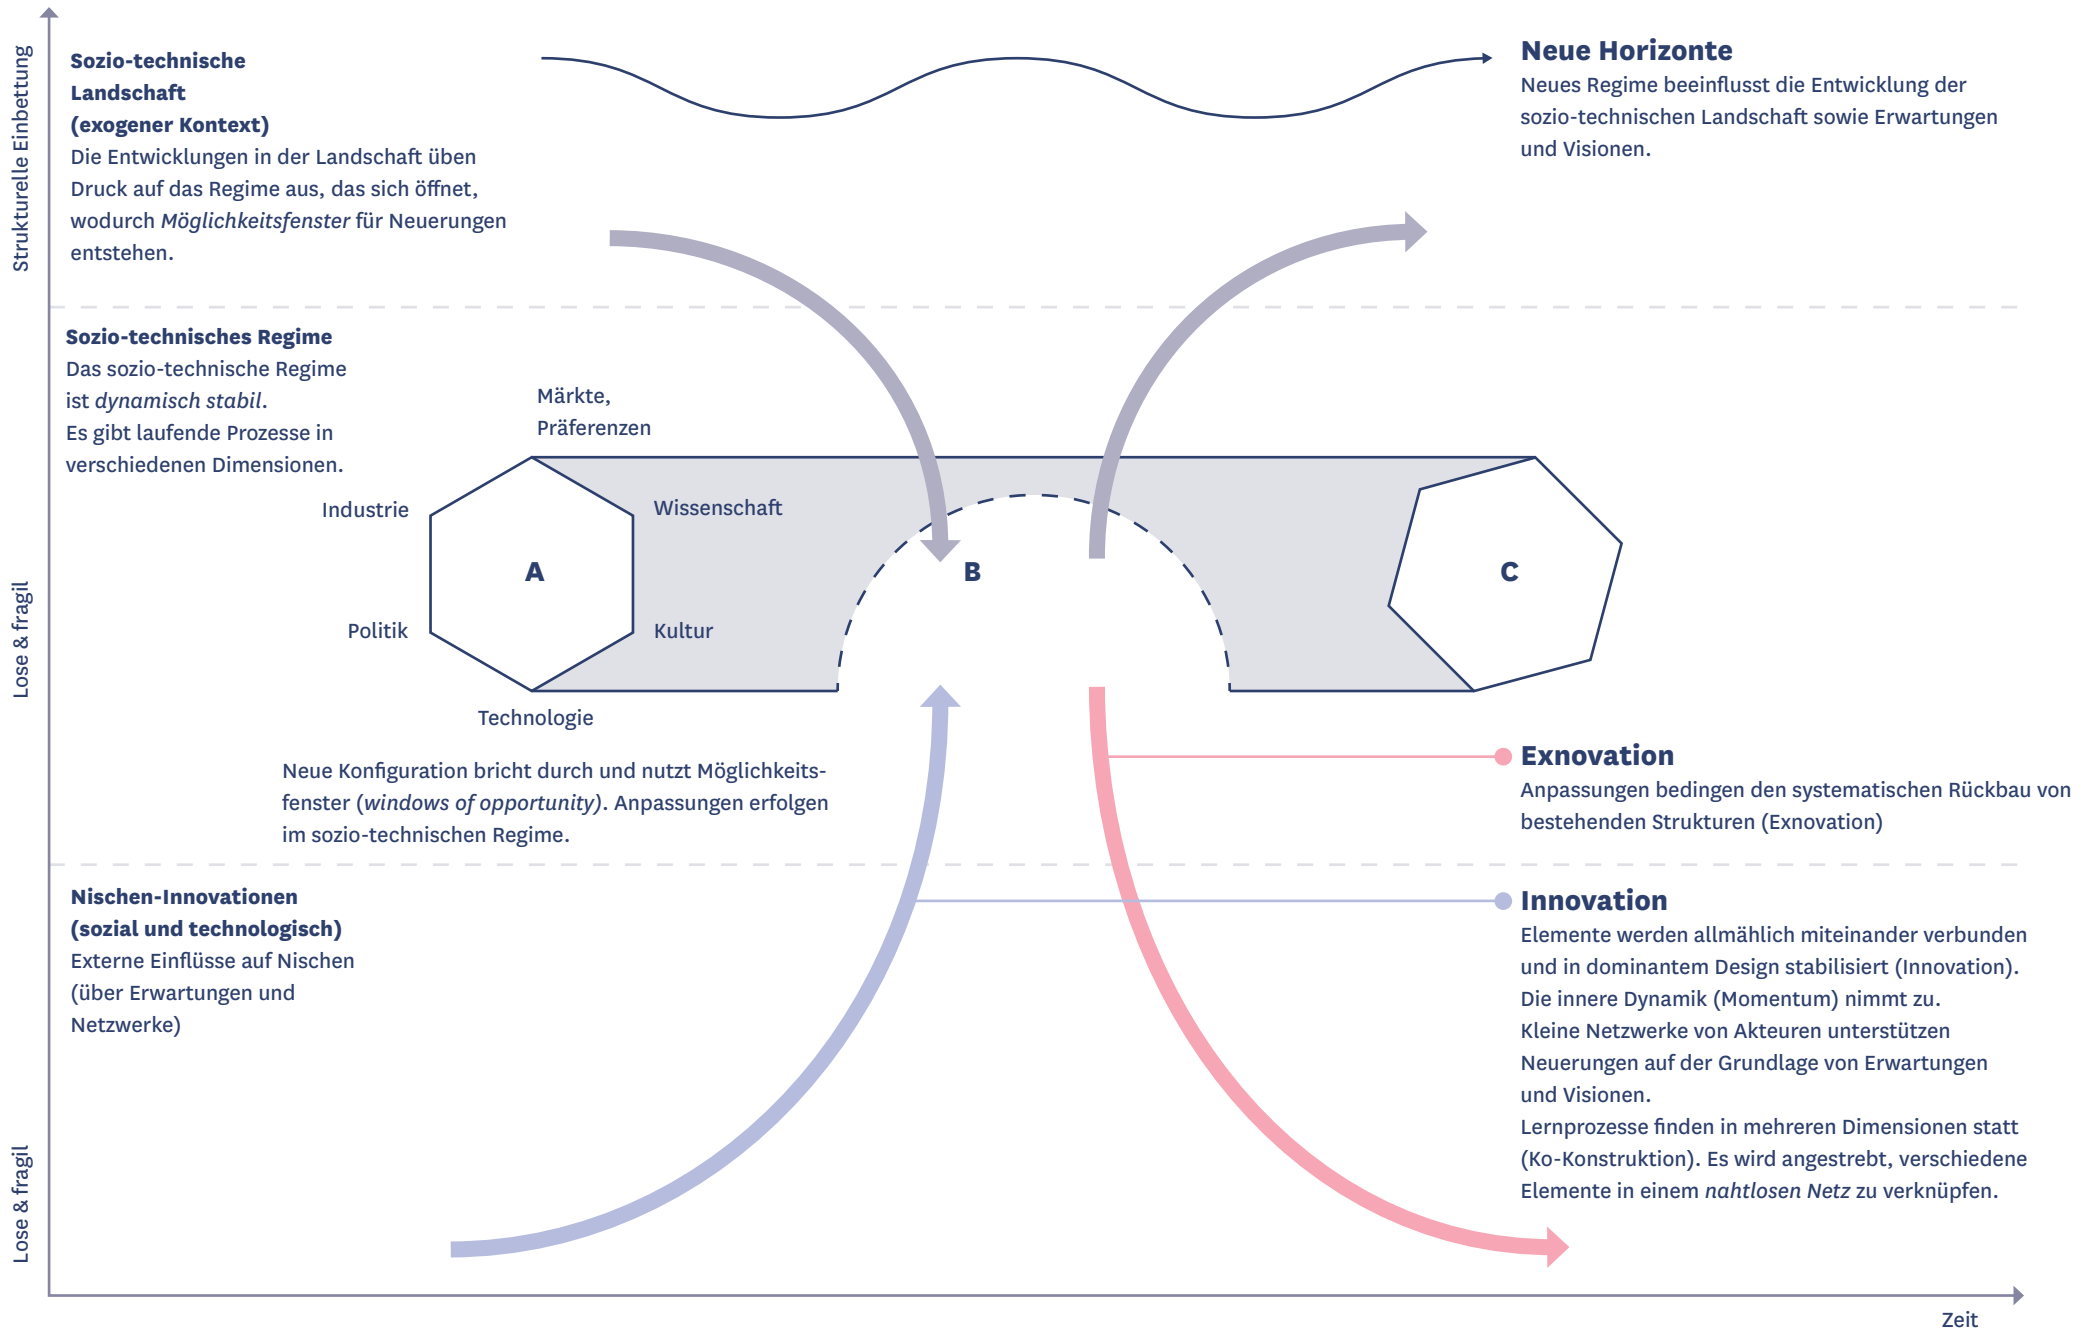 Strukturelle Einbettung
Sozio-technische
Landschaft
(exogener Kontext)
Die Entwicklungen in der Landschaft üben
Druck auf das Regime aus, das sich öffnet,
wodurch Möglichkeitsfenster für Neuerungen
entstehen.
Neue Horizonte
Neues Regime beeinflusst die Entwicklung der
sozio-technischen Landschaft sowie Erwartungen
und Visionen.
Lose & fragil
Sozio-technisches Regime
Das sozio-technische Regime
ist dynamisch stabil.
Es gibt laufende Prozesse in
verschiedenen Dimensionen.
Märkte,
Präferenzen
Industrie
Wissenschaft
A
B
C
Politik
Kultur
Technologie
Neue Konfiguration bricht durch und nutzt Möglichkeits-
fenster (windows of opportunity). Anpassungen erfolgen
im sozio-technischen Regime.
Exnovation
Anpassungen bedingen den systematischen Rückbau von
bestehenden Strukturen (Exnovation)
Lose & fragil
Nischen-Innovationen
(sozial und technologisch)
Externe Einflüsse auf Nischen
(über Erwartungen und
Netzwerke)
Innovation
Elemente werden allmählich miteinander verbunden
und in dominantem Design stabilisiert (Innovation).
Die innere Dynamik (Momentum) nimmt zu.
Kleine Netzwerke von Akteuren unterstützen
Neuerungen auf der Grundlage von Erwartungen
und Visionen.
Lernprozesse finden in mehreren Dimensionen statt
(Ko-Konstruktion). Es wird angestrebt, verschiedene
Elemente in einem nahtlosen Netz zu verknüpfen.
Zeit